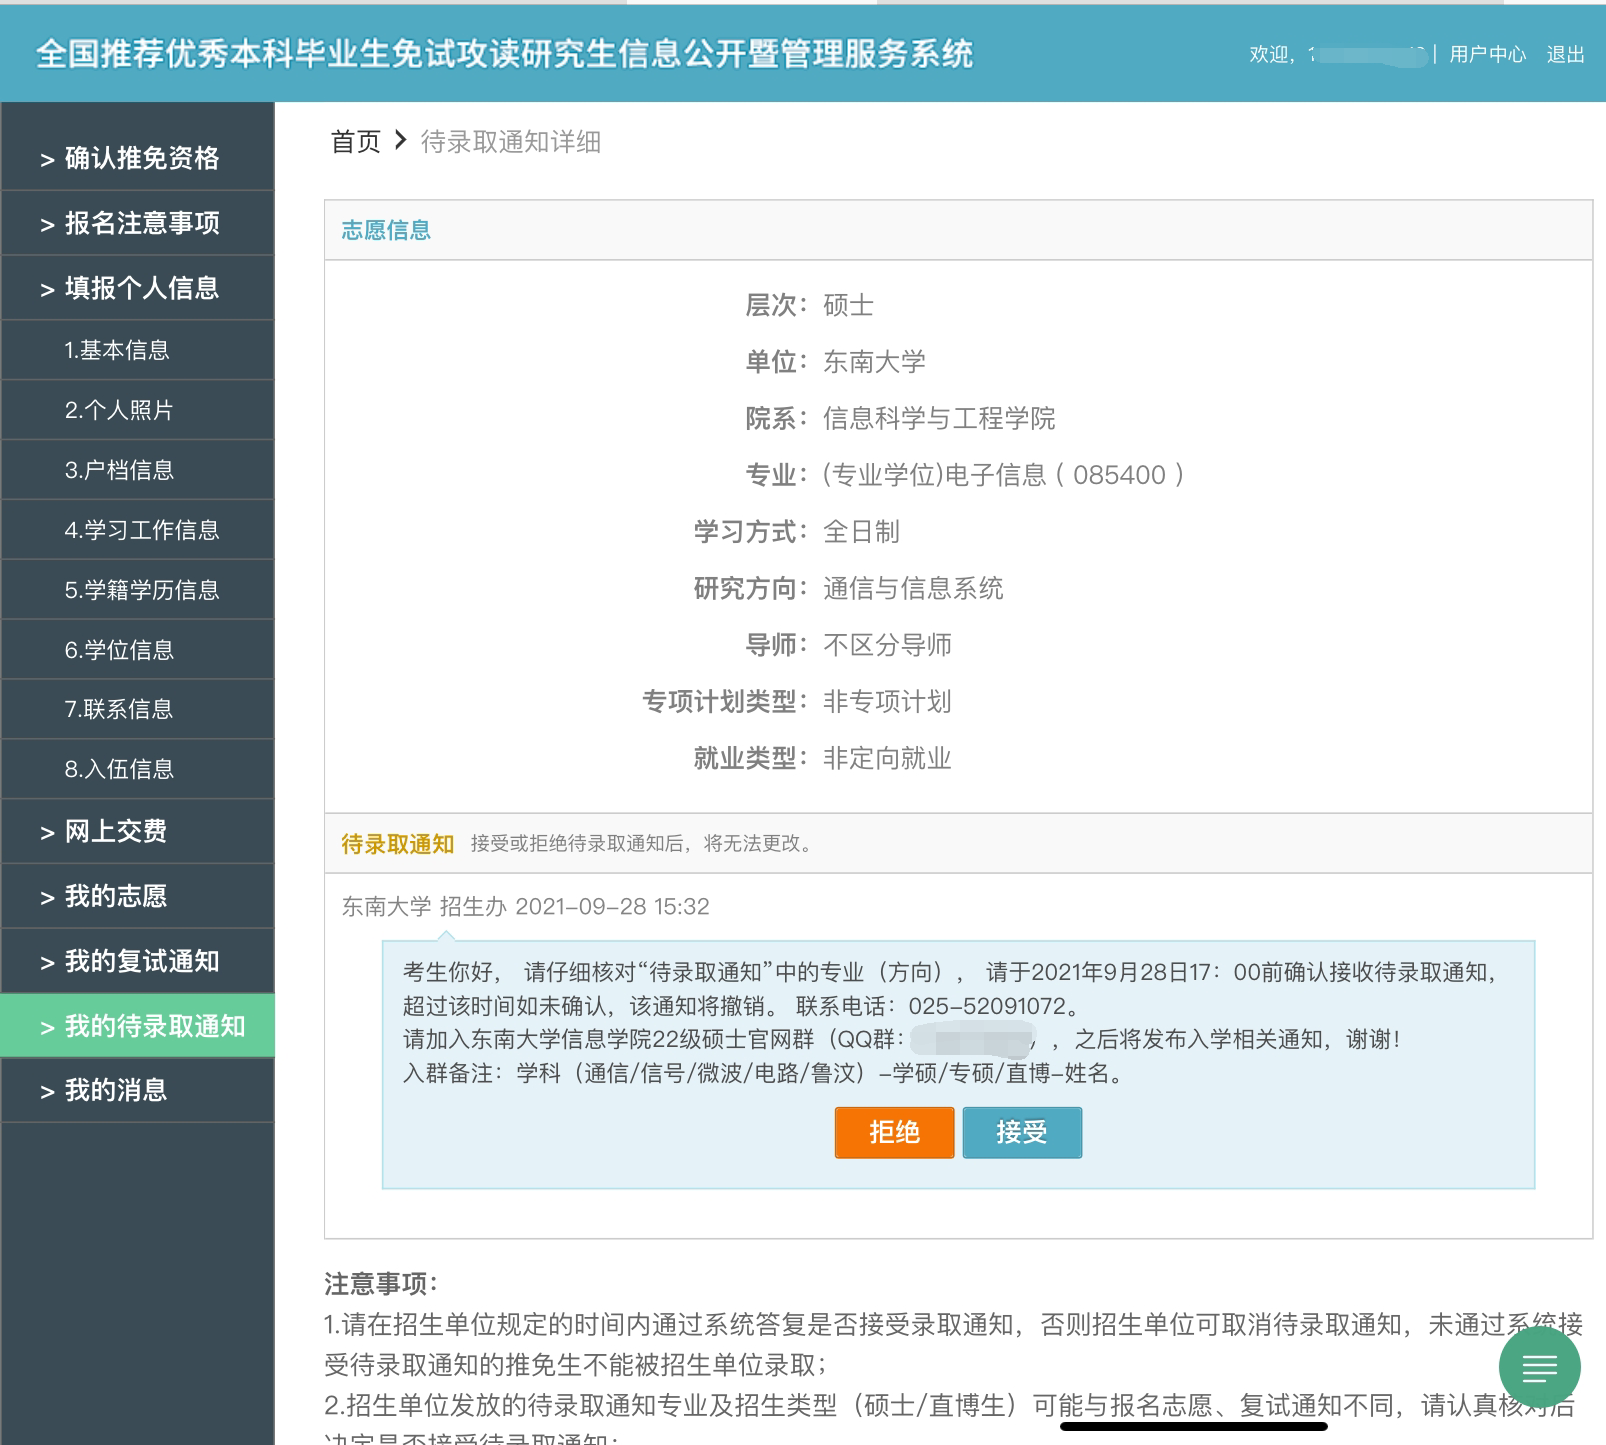 全国推荐优秀本科毕业生免试攻读研究生信息公开暨管理服务系统
欢迎，
| 用户中心 退出
> 确认推免资格
> 报名注意事项
> 填报个人信息
1.基本信息
2.个人照片
3.户档信息
4.学习工作信息
5.学籍学历信息
6.学位信息
7.联系信息
8.入伍信息
> 网上交费
> 我的志愿
> 我的复试通知
> 我的待录取通知
> 我的消息
首页 > 待录取通知详细
志愿信息
层次：硕士
单位：东南大学
院系：信息科学与工程学院
专业：(专业学位)电子信息（085400）
学习方式：全日制
研究方向：通信与信息系统
导师：不区分导师
专项计划类型：非专项计划
就业类型：非定向就业
待录取通知 接受或拒绝待录取通知后，将无法更改。
东南大学 招生办 2021-09-28 15:32
考生你好， 请仔细核对“待录取通知”中的专业（方向）， 请于2021年9月28日17：00前确认接收待录取通知，
超过该时间如未确认，该通知将撤销。 联系电话：025-52091072。
请加入东南大学信息学院22级硕士官网群（QQ群： ，之后将发布入学相关通知，谢谢！
入群备注：学科（通信/信号/微波/电路/鲁汶）-学硕/专硕/直博-姓名。
拒绝 接受
注意事项：
1.请在招生单位规定的时间内通过系统答复是否接受录取通知，否则招生单位可取消待录取通知，未通过系统接
受待录取通知的推免生不能被招生单位录取；
2.招生单位发放的待录取通知专业及招生类型（硕士/直博生）可能与报名志愿、复试通知不同，请认真核对后
决定是否接受待录取通知；